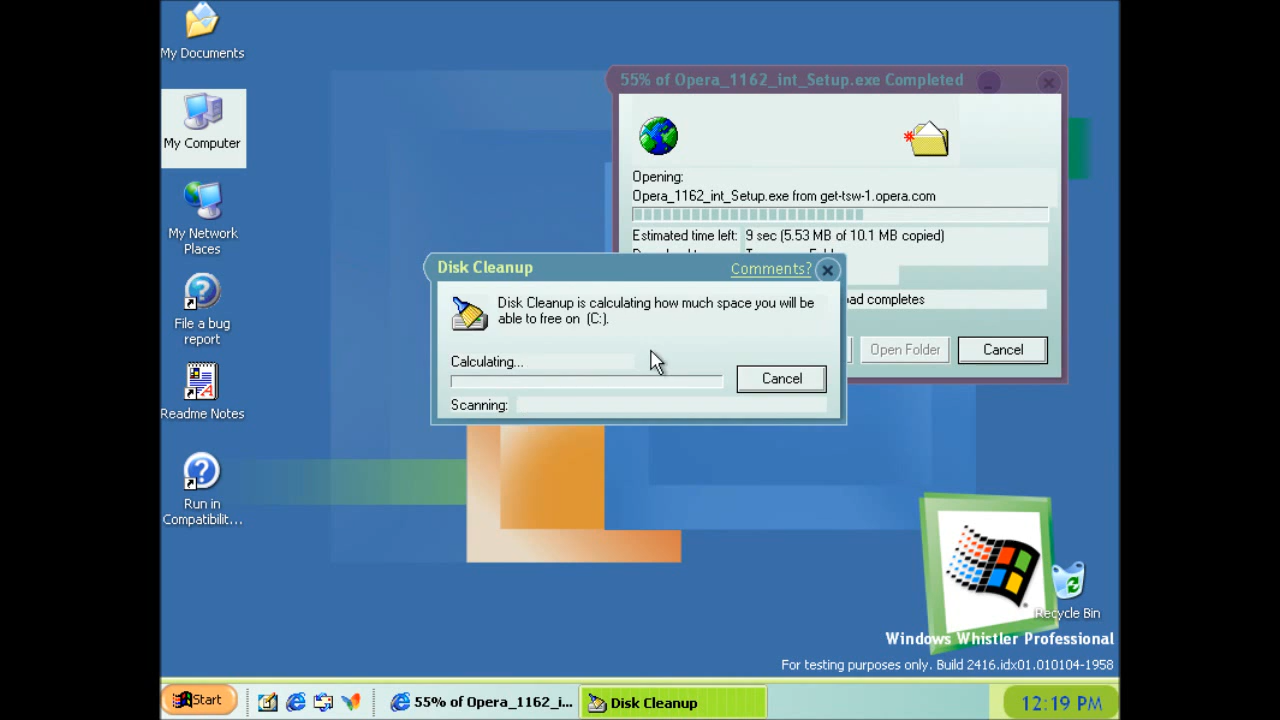 My Documents
My Computer
My Network
Places
File a bug
report
Readme Notes
Run in
Compatibilit...
55% of Opera_1162_int_Setup.exe Completed
Opening:
Opera_1162_int_Setup.exe from get-tsw-1.opera.com
Estimated time left: 9 sec (5.53 MB of 10.1 MB copied)
completes
Open Folder
Cancel
Disk Cleanup
Comments?
Disk Cleanup is calculating how much space you will be
able to free on (C:).
Calculating...
Cancel
Scanning:
Recycle Bin
Windows Whistler Professional
For testing purposes only. Build 2416.idx01.010104-1958
Start
55% of Opera_1162_i...
Disk Cleanup
12:19 PM